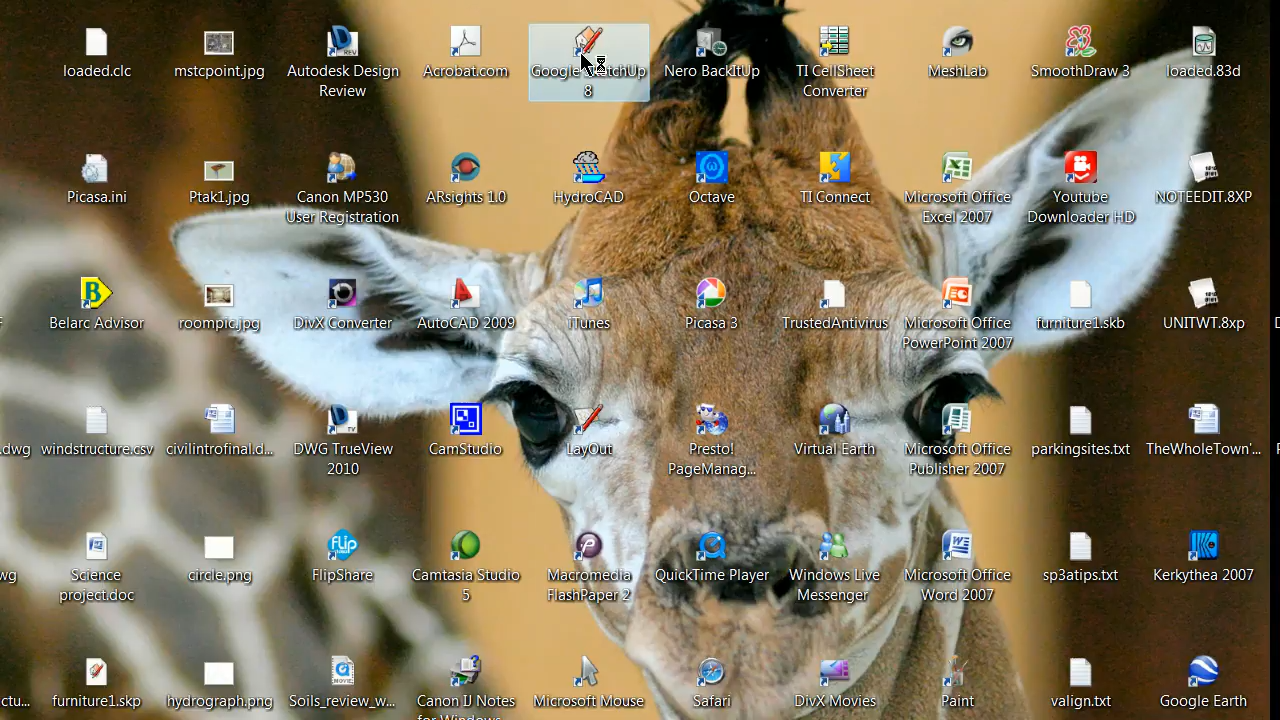 loaded.clc
mstcpoint.jpg
Autodesk Design
Review
Acrobat.com
Google SketchUp
8
Nero BackItUp
TI CellSheet
Converter
MeshLab
SmoothDraw 3
loaded.83d
Picasa.ini
Ptak1.jpg
Canon MP530
User Registration
ARsights 1.0
HydroCAD
Octave
TI Connect
Microsoft Office
Excel 2007
Youtube
Downloader HD
NOTEEDIT.8XP
Belarc Advisor
roompic.jpg
DivX Converter
AutoCAD 2009
iTunes
Picasa 3
TrustedAntivirus
Microsoft Office
PowerPoint 2007
furniture1.skb
UNITWT.8xp
.dwg
windstructure.csv
civilintrofinal.d...
DWG TrueView
2010
CamStudio
LayOut
Presto!
PageManag...
Virtual Earth
Microsoft Office
Publisher 2007
parkingsites.txt
TheWholeTown'...
wg
Science
project.doc
circle.png
FlipShare
Camtasia Studio
5
Macromedia
FlashPaper 2
QuickTime Player
Windows Live
Messenger
Microsoft Office
Word 2007
sp3atips.txt
Kerkythea 2007
ctu...
furniture1.skp
hydrograph.png
Soils_review_w...
Canon IJ Notes
for Windows
Microsoft Mouse
Safari
DivX Movies
Paint
valign.txt
Google Earth